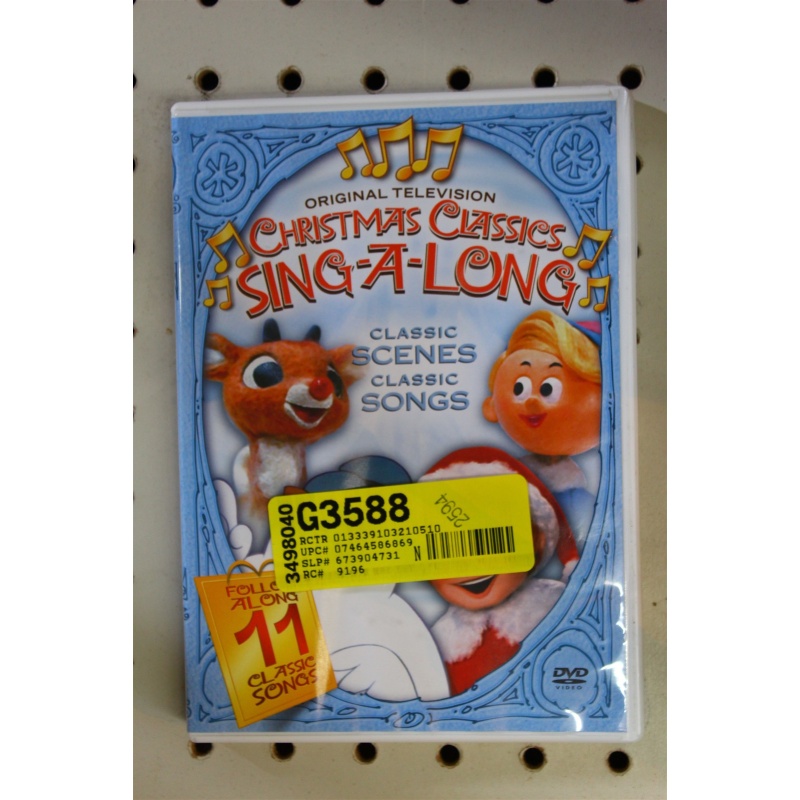 ORIGINAL TELEVISION
CHRISTMAS CLASSICS
SING-A-LONG
CLASSIC
SCENES
CLASSIC
SONGS
3498040
G3588
2594
RCTR 013339103210510
UPC# 07464586869
SLP# 673904731
RC# 9196
N
FOLLO
ALONG
11
CLASSIC
SONGS
DVD
VIDEO